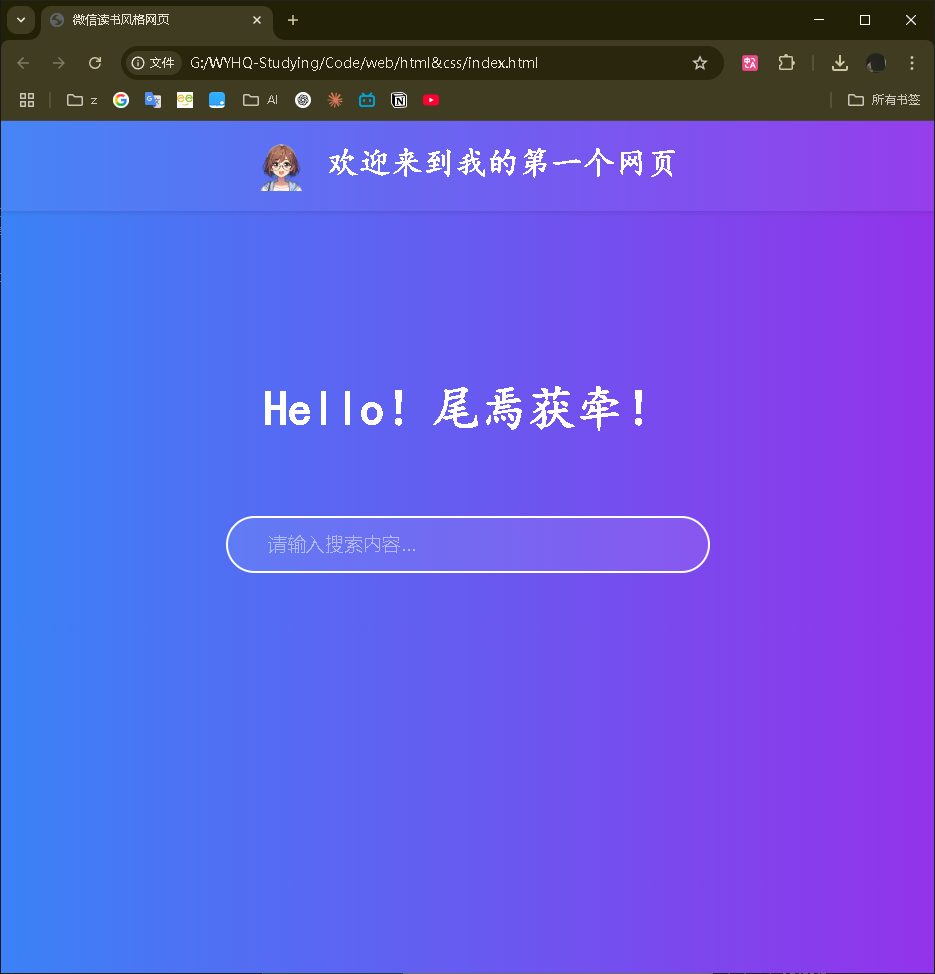 微信读书风格网页
文件 G:/WYHQ-Studying/Code/web/html&css/index.html
z AI 所有书签
欢迎来到我的第一个网页
Hello! 尾焉获牵!
请输入搜索内容...